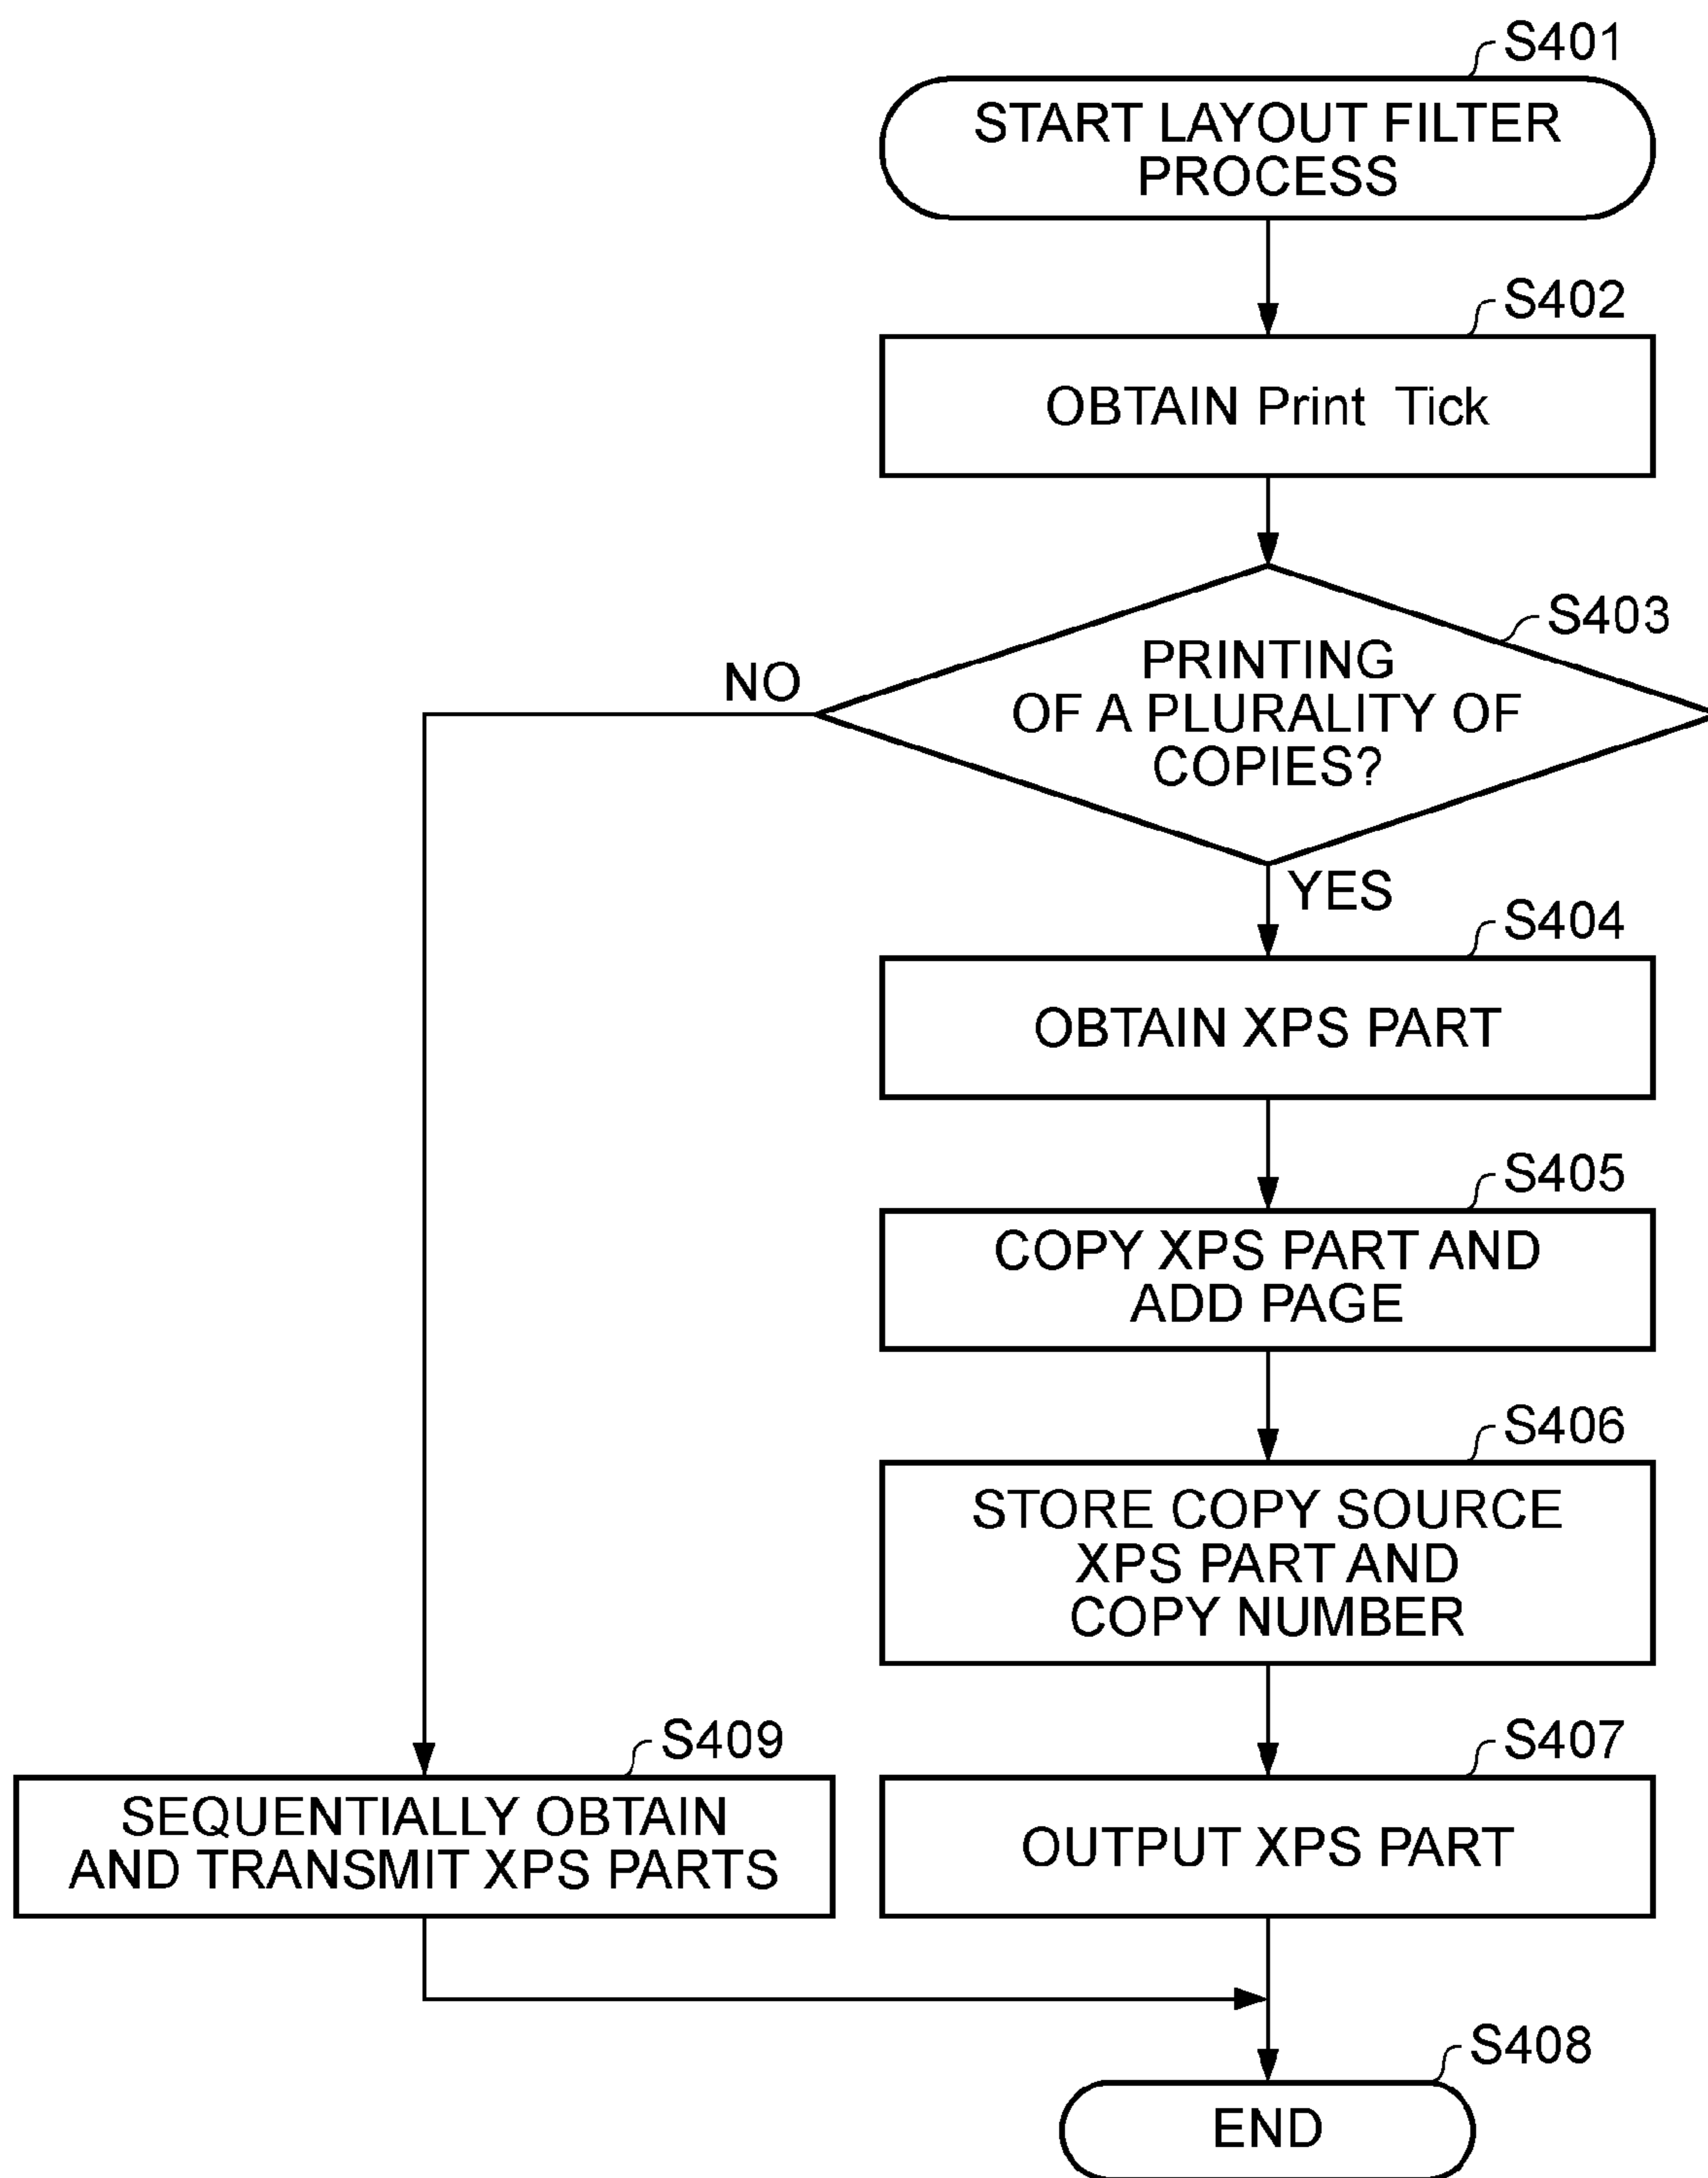 S401
START LAYOUT FILTER
PROCESS
S402
OBTAIN Print Tick
S403
PRINTING
OF A PLURALITY OF
COPIES?
NO
YES
S404
OBTAIN XPS PART
S405
COPY XPS PART AND
ADD PAGE
S406
STORE COPY SOURCE
XPS PART AND
COPY NUMBER
S409
SEQUENTIALLY OBTAIN
AND TRANSMIT XPS PARTS
S407
OUTPUT XPS PART
S408
END